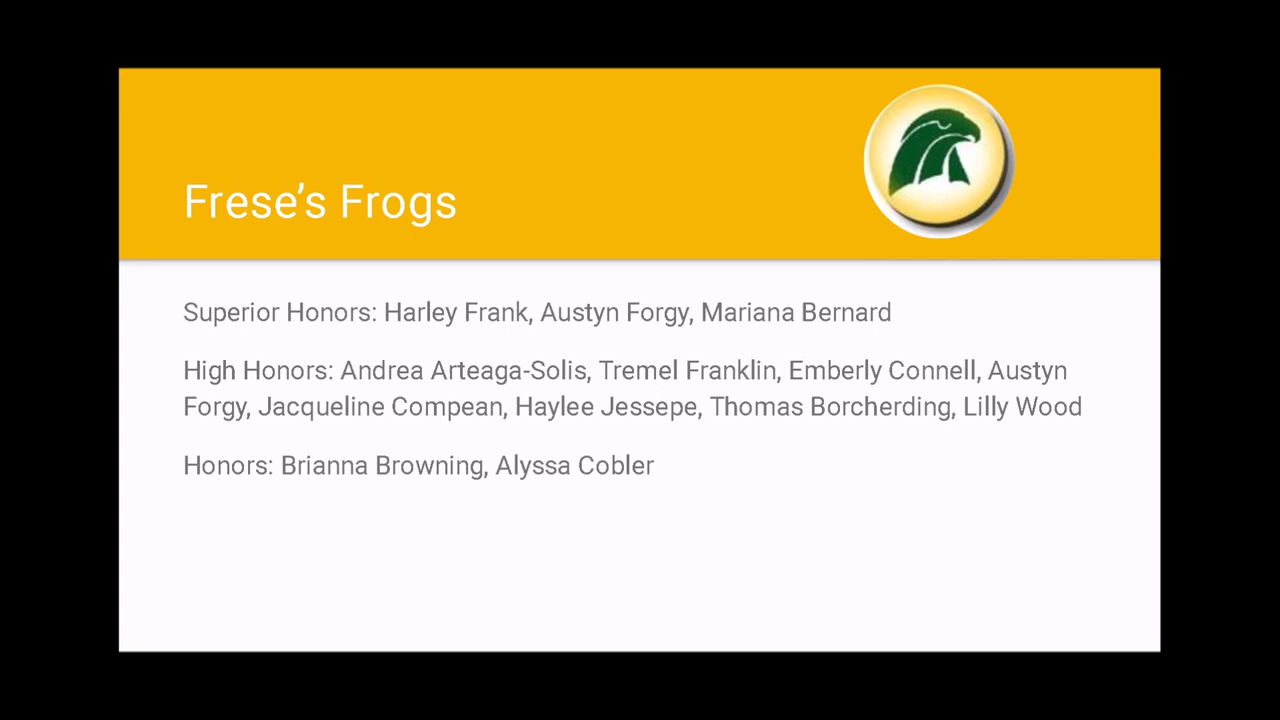 Frese’s Frogs
Superior Honors: Harley Frank, Austyn Forgy, Mariana Bernard
High Honors: Andrea Arteaga-Solis, Tremel Franklin, Emberly Connell, Austyn
Forgy, Jacqueline Compean, Haylee Jessepe, Thomas Borcherding, Lilly Wood
Honors: Brianna Browning, Alyssa Cobler